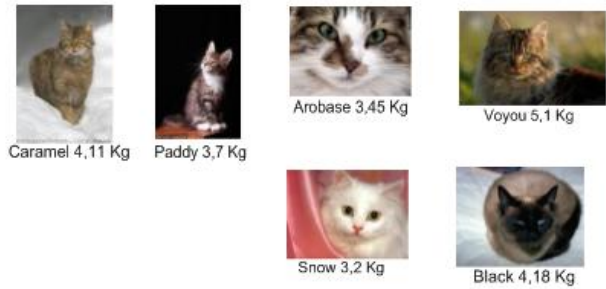 Caramel 4,11 Kg
Paddy 3,7 Kg
Arobase 3,45 Kg
Voyou 5,1 Kg
Snow 3,2 Kg
Black 4,18 Kg